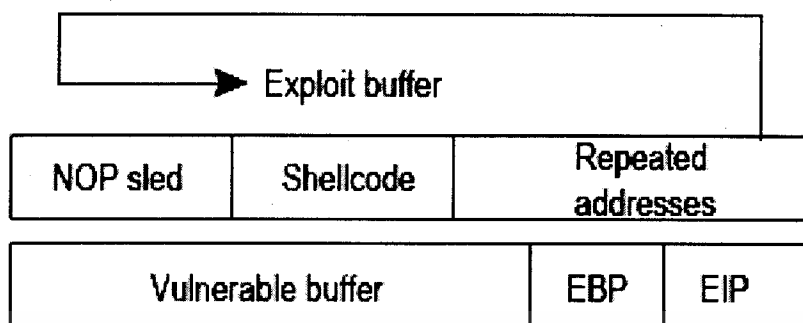 Exploit buffer
NOP sled Shellcode Repeated
addresses
Vulnerable buffer EBP EIP